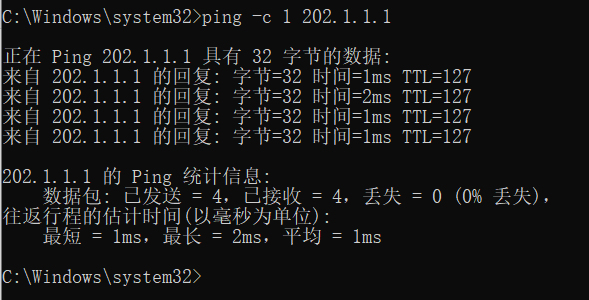 C:\Windows\system32>ping -c 1 202.1.1.1
正在 Ping 202.1.1.1 具有 32 字节的数据:
来自 202.1.1.1 的回复: 字节=32 时间=1ms TTL=127
来自 202.1.1.1 的回复: 字节=32 时间=2ms TTL=127
来自 202.1.1.1 的回复: 字节=32 时间=1ms TTL=127
来自 202.1.1.1 的回复: 字节=32 时间=1ms TTL=127
202.1.1.1 的 Ping 统计信息:
数据包: 已发送 = 4，已接收 = 4，丢失 = 0 (0% 丢失)，
往返行程的估计时间(以毫秒为单位):
最短 = 1ms，最长 = 2ms，平均 = 1ms
C:\Windows\system32>